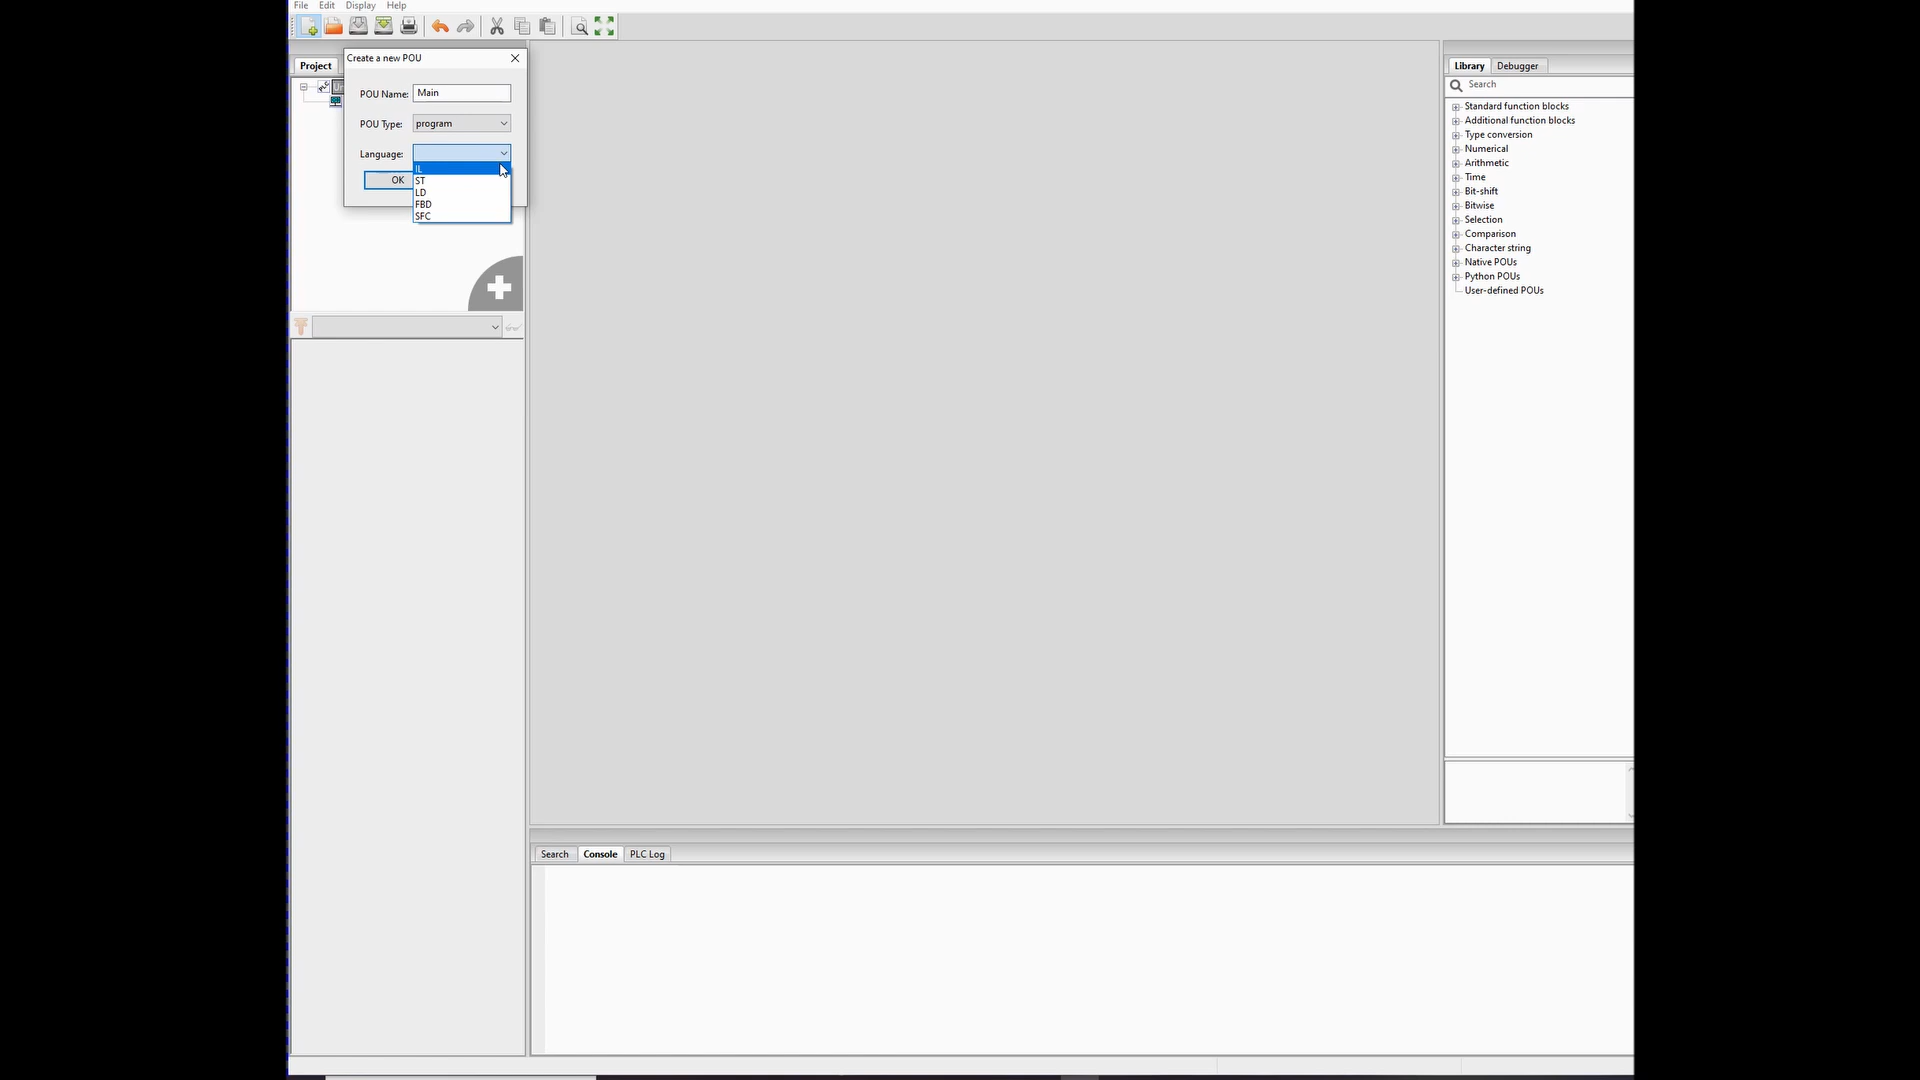 File Edit Display Help
Project
Create a new POU
POU Name: Main
POU Type: program
Language:
IL
ST
LD
FBD
SFC
OK
Library Debugger
Search
Standard function blocks
Additional function blocks
Type conversion
Numerical
Arithmetic
Time
Bit-shift
Bitwise
Selection
Comparison
Character string
Native POUs
Python POUs
User-defined POUs
Search Console PLC Log